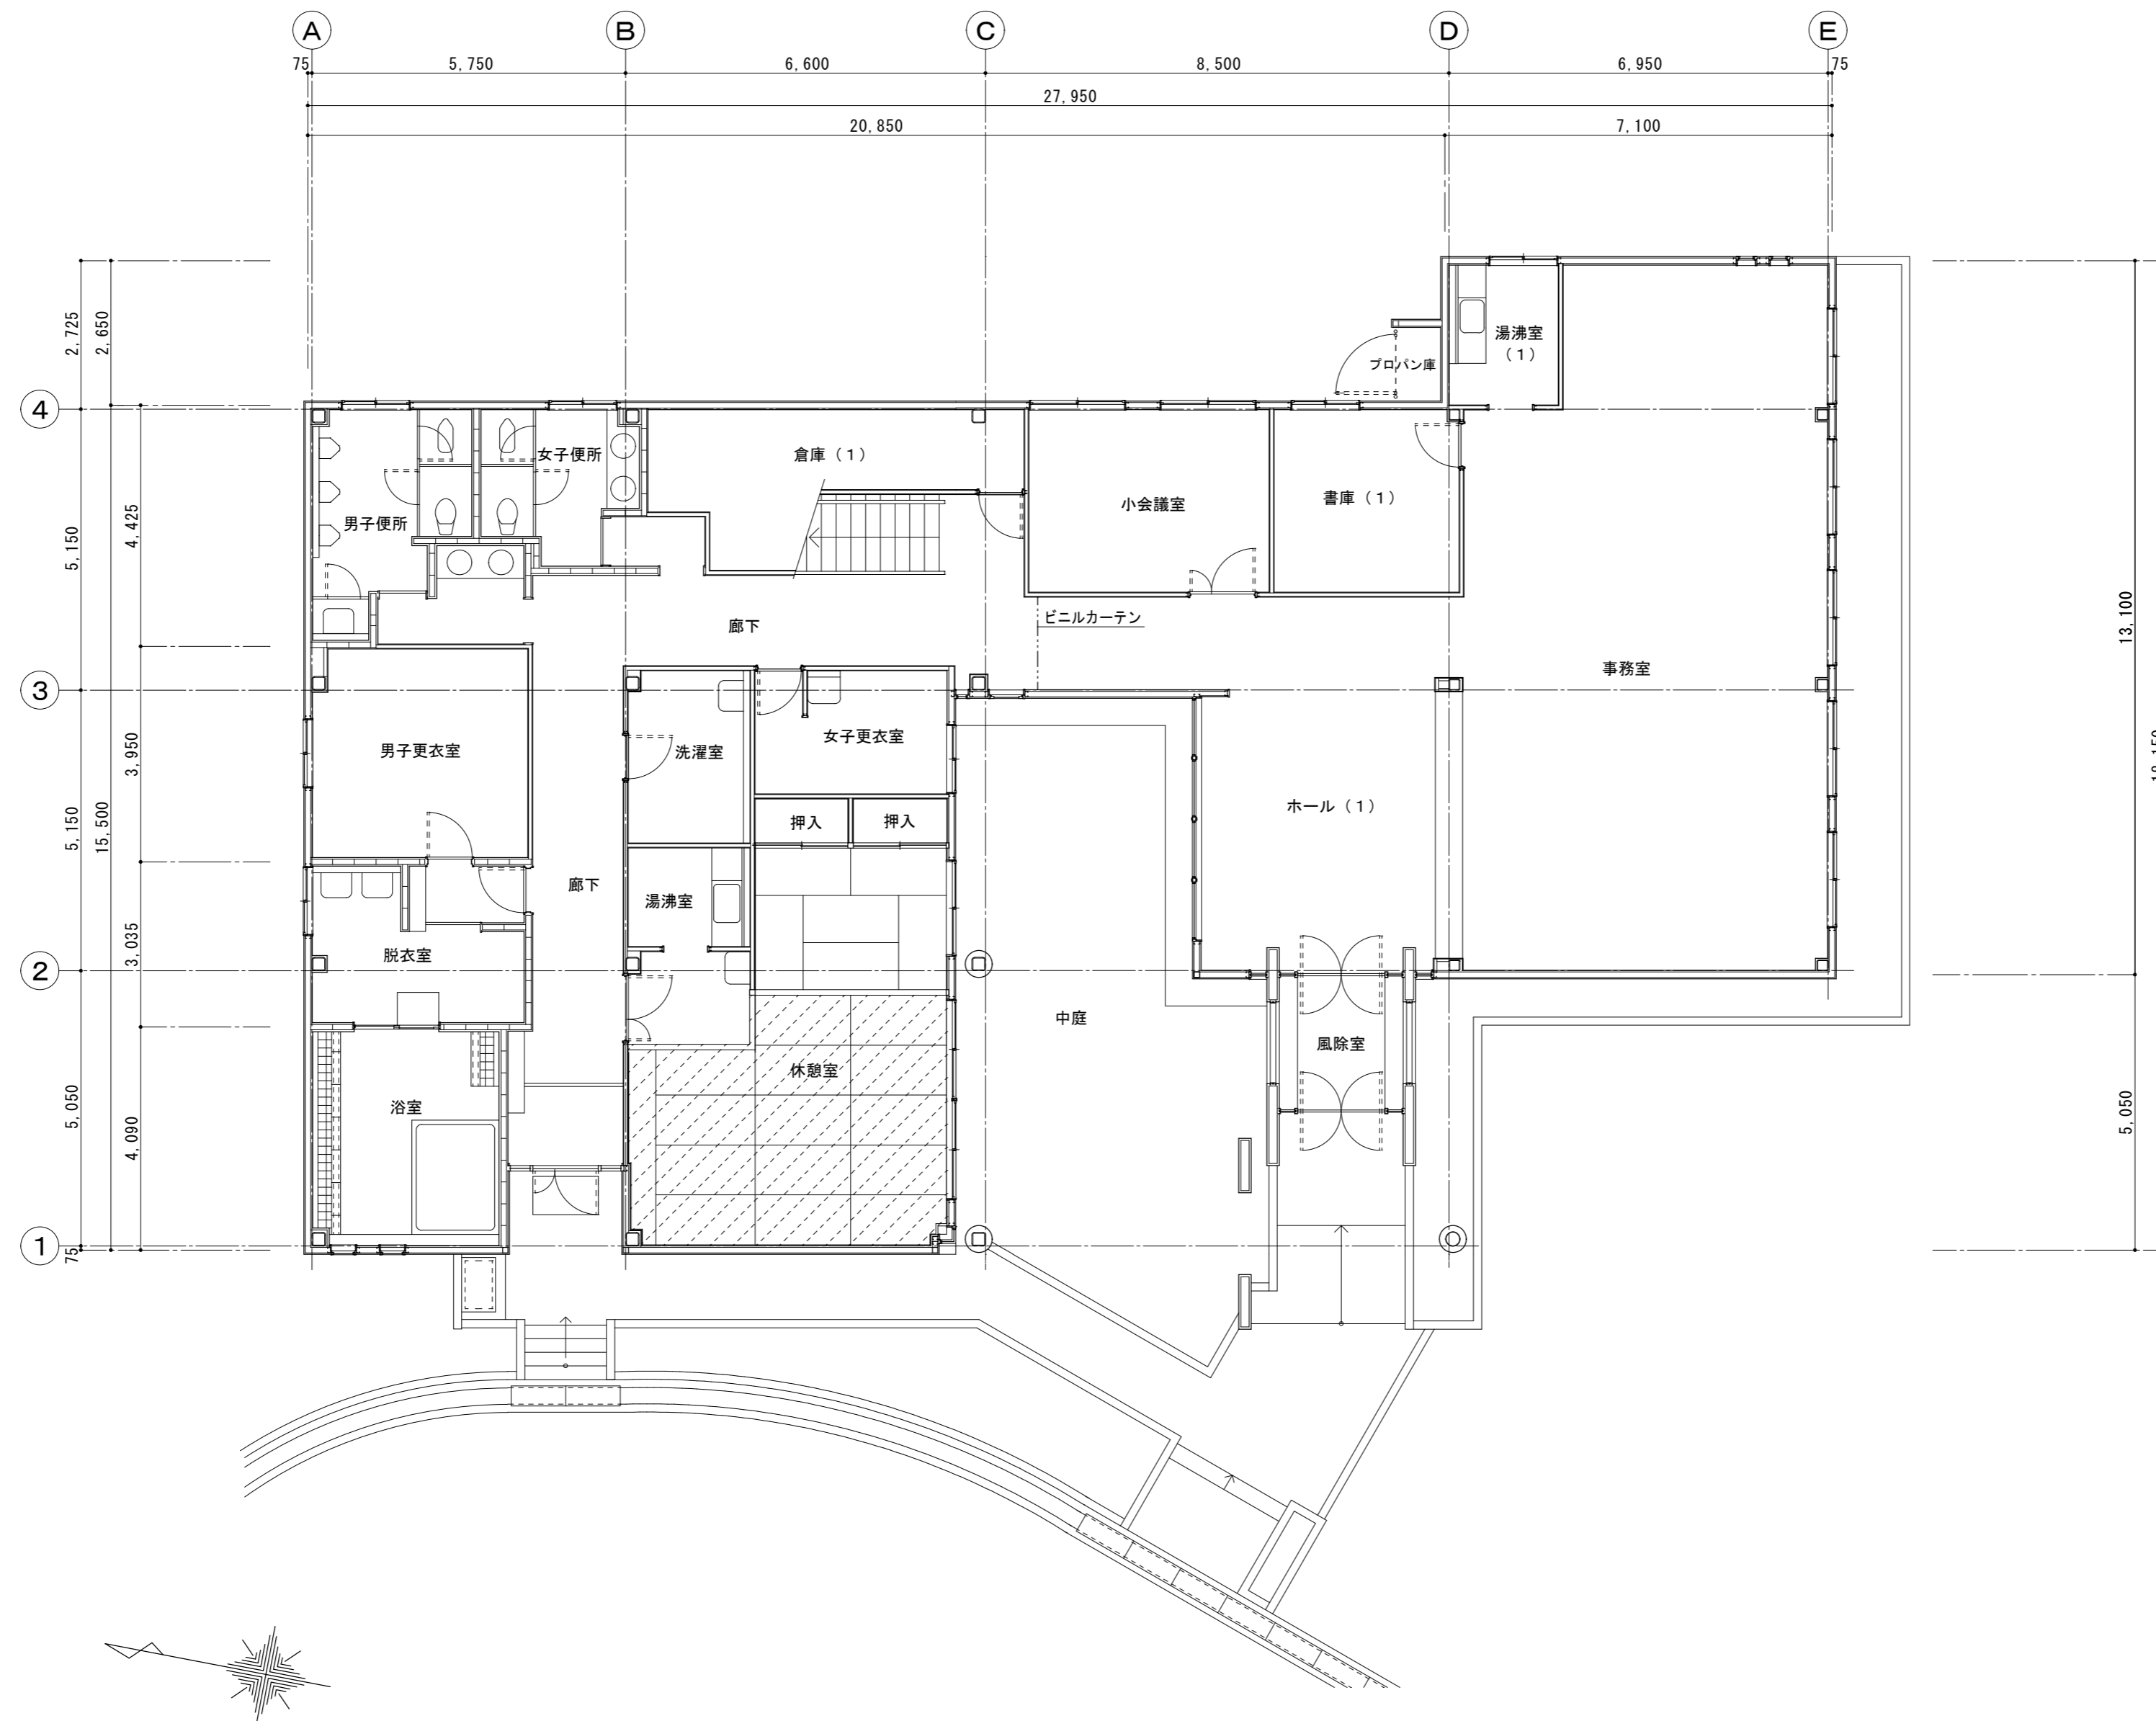 A B C D E
75 5,750 6,600 8,500 6,950 75
27,950
20,850 7,100
2,725
2,650
湯沸室
（１）
プロパン庫
4
女子便所
倉庫（１）
4,425
男子便所
小会議室
書庫（１）
5,150
13,100
ビニルカーテン
廊下
事務室
3
3,950
男子更衣室
洗濯室
女子更衣室
ホール（１）
押入
押入
5,150
15,500
廊下
湯沸室
3,035
脱衣室
2
中庭
風除室
休憩室
浴室
5,050
4,090
5,050
1
75